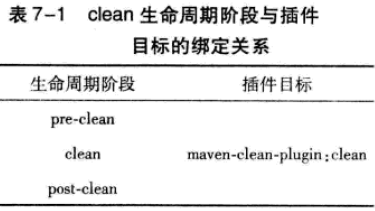 表 7-1 clean 生命周期阶段与插件
目标的绑定关系
生命周期阶段 插件目标
pre-clean
clean maven-clean-plugin:clean
post-clean